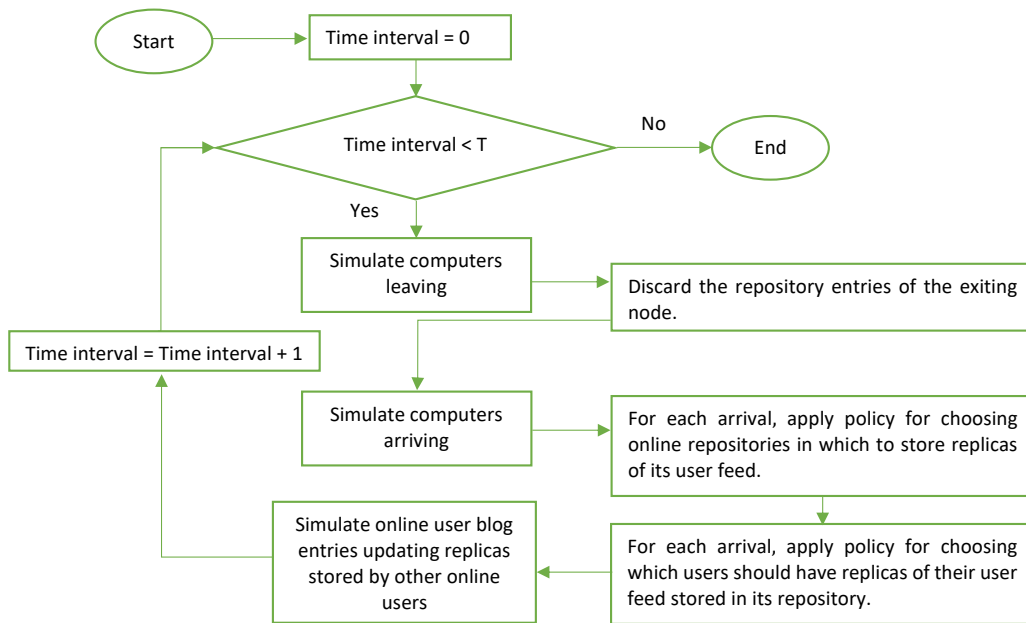 Start
Time interval = 0
Time interval < T
No
End
Yes
Simulate computers
leaving
Discard the repository entries of the exiting
node.
Time interval = Time interval + 1
Simulate computers
arriving
For each arrival, apply policy for choosing
online repositories in which to store replicas
of its user feed.
Simulate online user blog
entries updating replicas
stored by other online
users
For each arrival, apply policy for choosing
which users should have replicas of their user
feed stored in its repository.